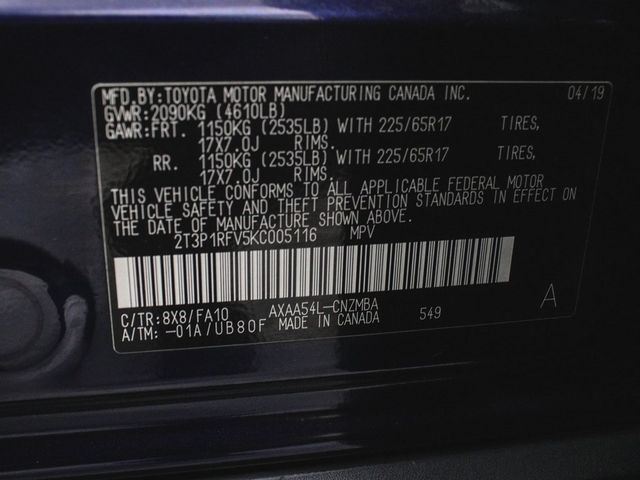 MFD.BY:TOYOTA MOTOR MANUFACTURING CANADA INC. 04/19
GVWR:2090KG (4610LB)
GAWR:FRT. 1150KG (2535LB) WITH 225/65R17 TIRES,
17X7.0J RIMS.
RR. 1150KG (2535LB) WITH 225/65R17 TIRES,
17X7.0J RIMS.
THIS VEHICLE CONFORMS TO ALL APPLICABLE FEDERAL MOTOR
VEHICLE SAFETY AND THEFT PREVENTION STANDARDS IN EFFECT ON
THE DATE OF MANUFACTURE SHOWN ABOVE.
2T3P1RFV5KC005116 MPV
C/TR:8X8/FA10 AXAA54L-CNZMBA A
A/TM: -01A/UB80F MADE IN CANADA 549